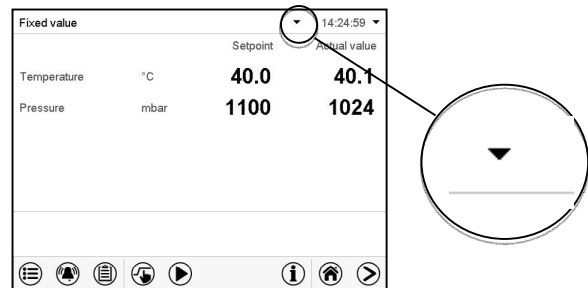 Fixed value 14:24:59
Setpoint Actual value
Temperature °C 40.0 40.1
Pressure mbar 1100 1024